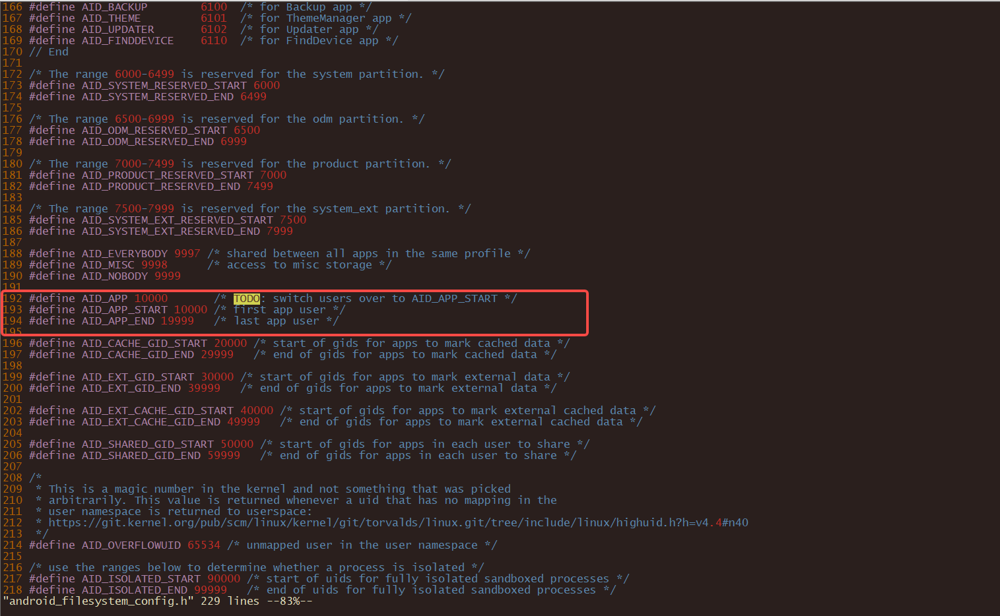 166 #define AID_BACKUP        6100  /* for Backup app */
167 #define AID_THEME         6101  /* for ThemeManager app */
168 #define AID_UPDATER       6102  /* for Updater app */
169 #define AID_FINDDEVICE    6110  /* for FindDevice app */
170 // End
171
172 /* The range 6000-6499 is reserved for the system partition. */
173 #define AID_SYSTEM_RESERVED_START 6000
174 #define AID_SYSTEM_RESERVED_END 6499
175
176 /* The range 6500-6999 is reserved for the odm partition. */
177 #define AID_ODM_RESERVED_START 6500
178 #define AID_ODM_RESERVED_END 6999
179
180 /* The range 7000-7499 is reserved for the product partition. */
181 #define AID_PRODUCT_RESERVED_START 7000
182 #define AID_PRODUCT_RESERVED_END 7499
183
184 /* The range 7500-7999 is reserved for the system_ext partition. */
185 #define AID_SYSTEM_EXT_RESERVED_START 7500
186 #define AID_SYSTEM_EXT_RESERVED_END 7999
187
188 #define AID_EVERYBODY 9997 /* shared between all apps in the same profile */
189 #define AID_MISC 9998      /* access to misc storage */
190 #define AID_NOBODY 9999
191
192 #define AID_APP 10000       /* TODO: switch users over to AID_APP_START */
193 #define AID_APP_START 10000 /* first app user */
194 #define AID_APP_END 19999   /* last app user */
195
196 #define AID_CACHE_GID_START 20000 /* start of gids for apps to mark cached data */
197 #define AID_CACHE_GID_END 29999   /* end of gids for apps to mark cached data */
198
199 #define AID_EXT_GID_START 30000 /* start of gids for apps to mark external data */
200 #define AID_EXT_GID_END 39999   /* end of gids for apps to mark external data */
201
202 #define AID_EXT_CACHE_GID_START 40000 /* start of gids for apps to mark external cached data */
203 #define AID_EXT_CACHE_GID_END 49999   /* end of gids for apps to mark external cached data */
204
205 #define AID_SHARED_GID_START 50000 /* start of gids for apps in each user to share */
206 #define AID_SHARED_GID_END 59999   /* end of gids for apps in each user to share */
207
208 /*
209  * This is a magic number in the kernel and not something that was picked
210  * arbitrarily. This value is returned whenever a uid that has no mapping in the
211  * user namespace is returned to userspace:
212  * https://git.kernel.org/pub/scm/linux/kernel/git/torvalds/linux.git/tree/include/linux/highuid.h?h=v4.4#n40
213  */
214 #define AID_OVERFLOWUID 65534 /* unmapped user in the user namespace */
215
216 /* use the ranges below to determine whether a process is isolated */
217 #define AID_ISOLATED_START 90000 /* start of uids for fully isolated sandboxed processes */
218 #define AID_ISOLATED_END 99999   /* end of uids for fully isolated sandboxed processes */
"android_filesystem_config.h" 229 lines --83%--